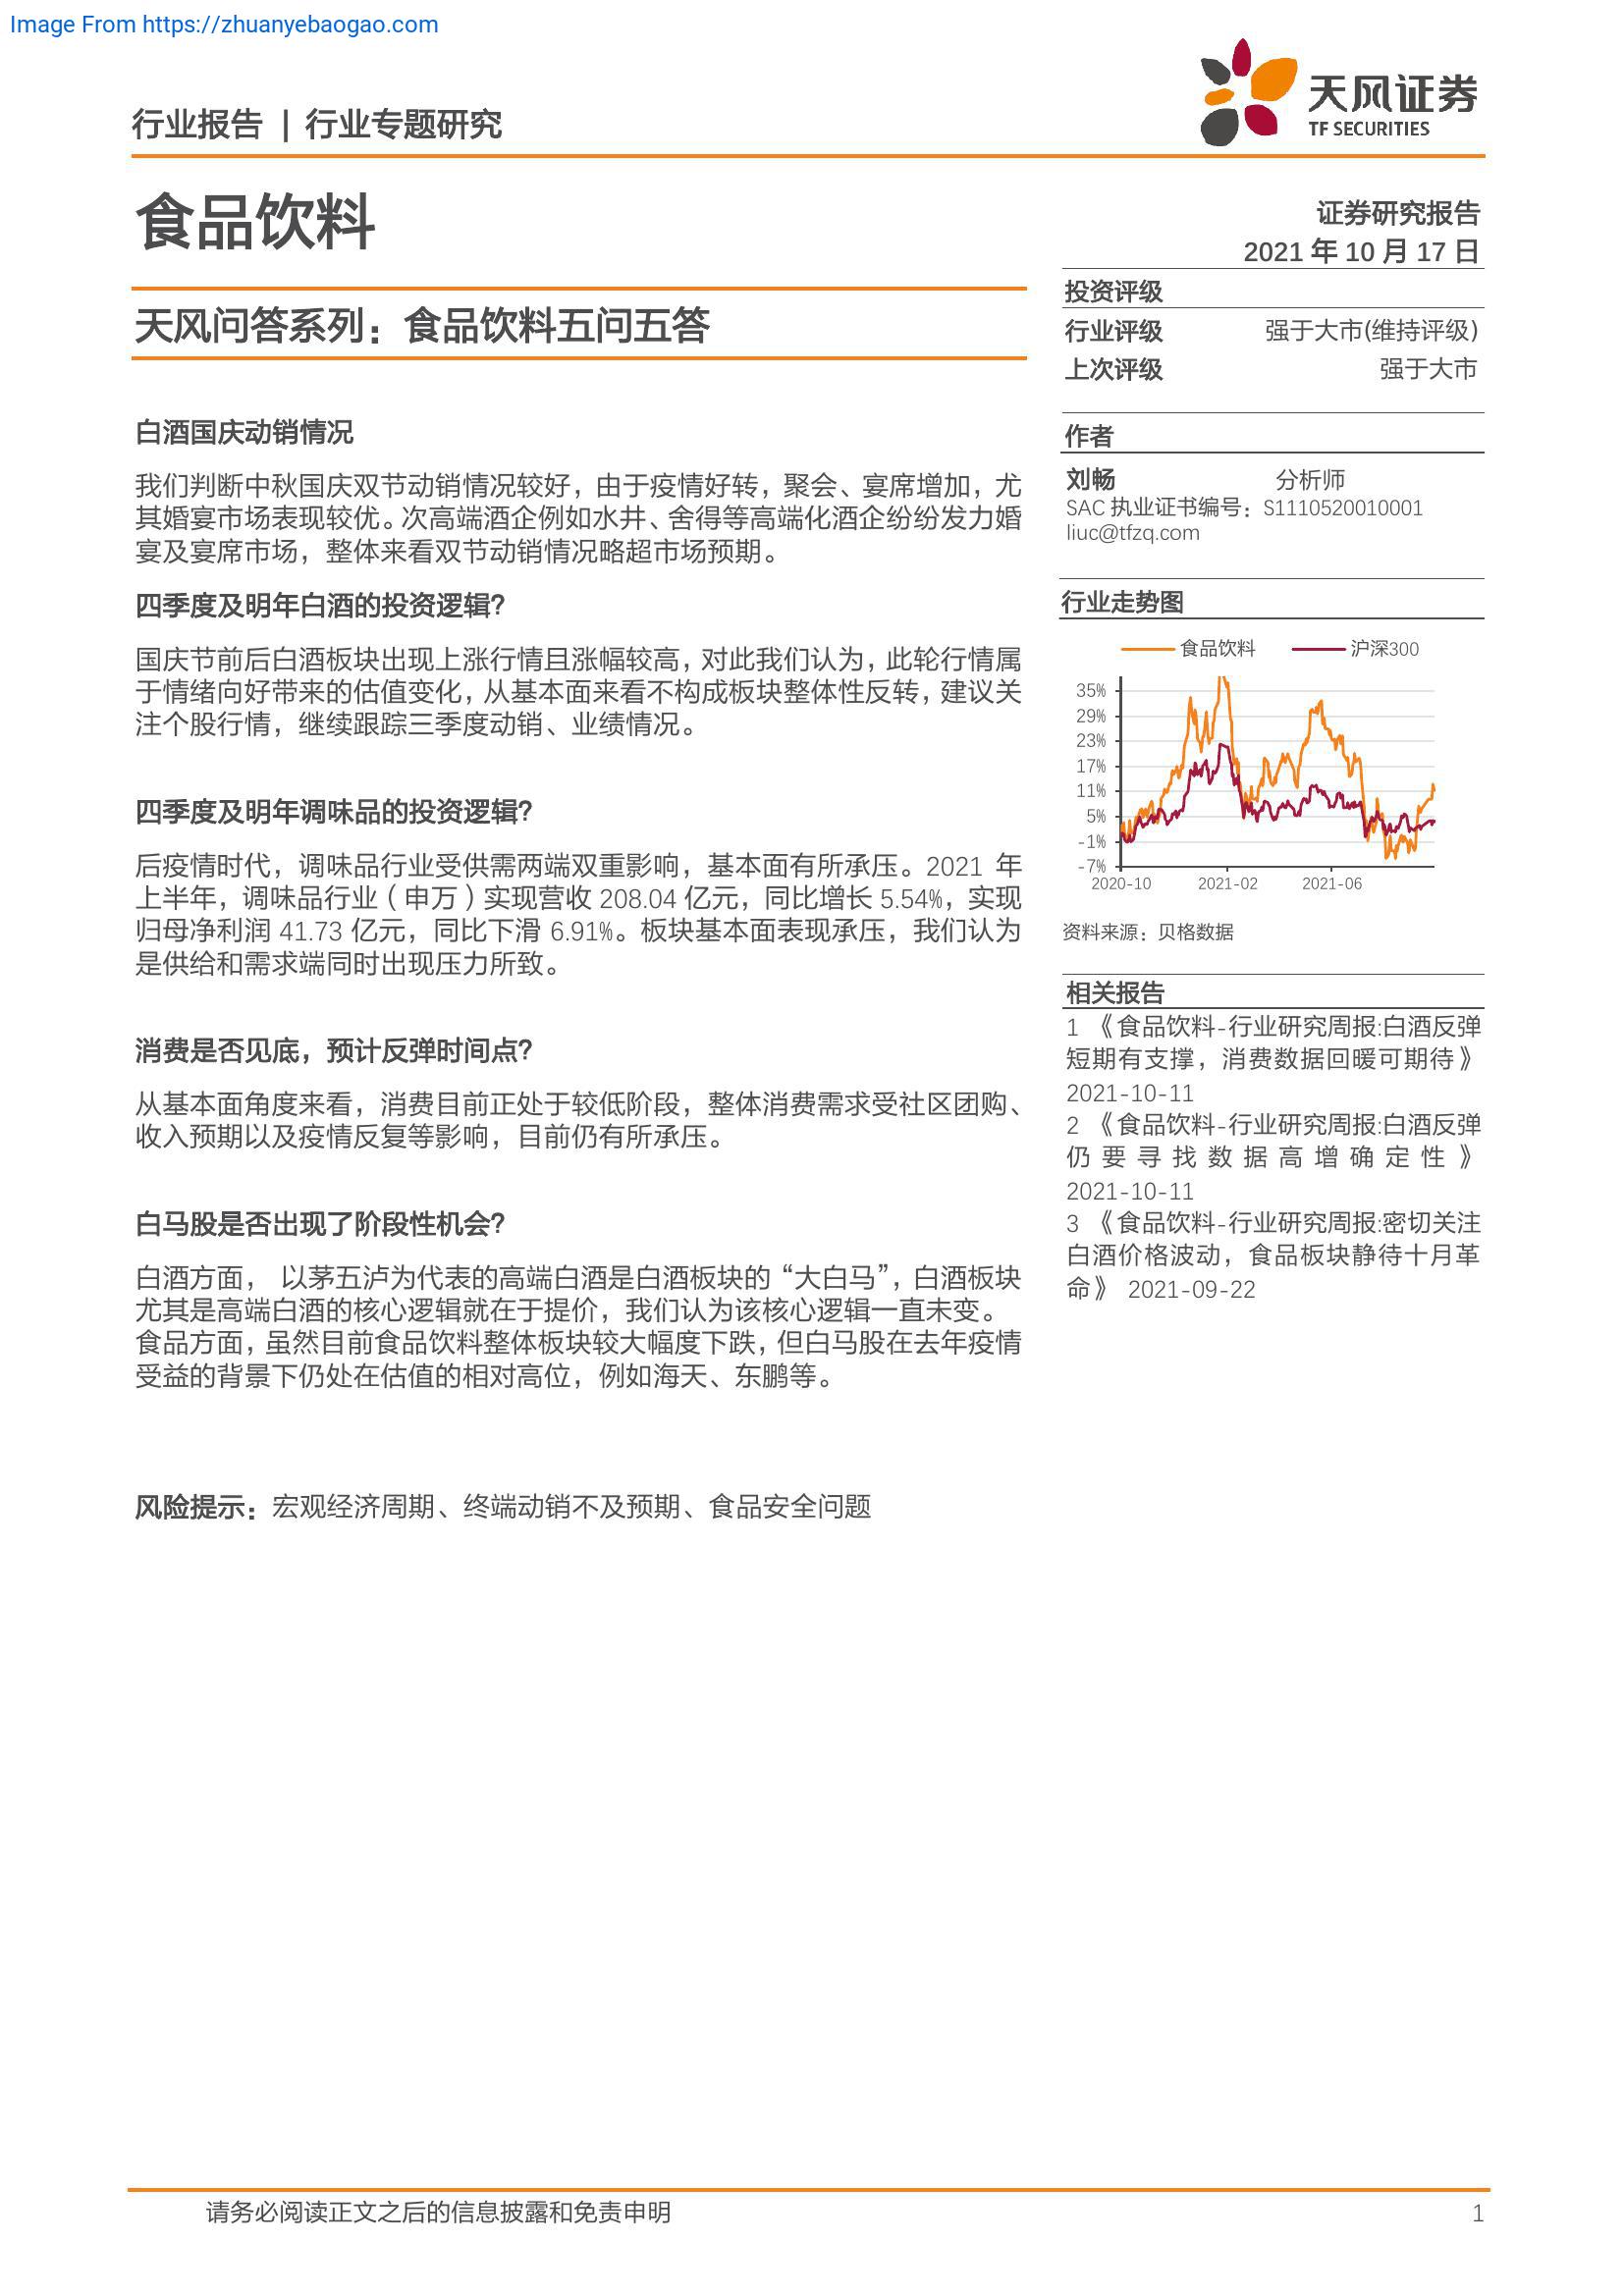 Image From https://zhuanyebaogao.com
行业报告 | 行业专题研究
天风证券
TF SECURITIES
食品饮料
证券研究报告
2021 年 10 月 17 日
天风问答系列：食品饮料五问五答
白酒国庆动销情况
我们判断中秋国庆双节动销情况较好，由于疫情好转，聚会、宴席增加，尤
其婚宴市场表现较优。次高端酒企例如水井、舍得等高端化酒企纷纷发力婚
宴及宴席市场，整体来看双节动销情况略超市场预期。
四季度及明年白酒的投资逻辑？
国庆节前后白酒板块出现上涨行情且涨幅较高，对此我们认为，此轮行情属
于情绪向好带来的估值变化，从基本面来看不构成板块整体性反转，建议关
注个股行情，继续跟踪三季度动销、业绩情况。
四季度及明年调味品的投资逻辑？
后疫情时代，调味品行业受供需两端双重影响，基本面有所承压。2021 年
上半年，调味品行业（申万）实现营收 208.04 亿元，同比增长 5.54%，实现
归母净利润 41.73 亿元，同比下滑 6.91%。板块基本面表现承压，我们认为
是供给和需求端同时出现压力所致。
消费是否见底，预计反弹时间点？
从基本面角度来看，消费目前正处于较低阶段，整体消费需求受社区团购、
收入预期以及疫情反复等影响，目前仍有所承压。
白马股是否出现了阶段性机会？
白酒方面， 以茅五泸为代表的高端白酒是白酒板块的“大白马”，白酒板块
尤其是高端白酒的核心逻辑就在于提价，我们认为该核心逻辑一直未变。
食品方面，虽然目前食品饮料整体板块较大幅度下跌，但白马股在去年疫情
受益的背景下仍处在估值的相对高位，例如海天、东鹏等。
风险提示：宏观经济周期、终端动销不及预期、食品安全问题
投资评级
行业评级 强于大市(维持评级)
上次评级 强于大市
作者
刘畅 分析师
SAC 执业证书编号：S1110520010001
liuc@tfzq.com
行业走势图
食品饮料 沪深300
35%
29%
23%
17%
11%
5%
-1%
-7%
2020-10 2021-02 2021-06
资料来源：贝格数据
相关报告
1 《食品饮料-行业研究周报:白酒反弹
短期有支撑，消费数据回暖可期待》
2021-10-11
2 《食品饮料-行业研究周报:白酒反弹
仍要寻找数据高增确定性》
2021-10-11
3 《食品饮料-行业研究周报:密切关注
白酒价格波动，食品板块静待十月革
命》 2021-09-22
请务必阅读正文之后的信息披露和免责申明 1